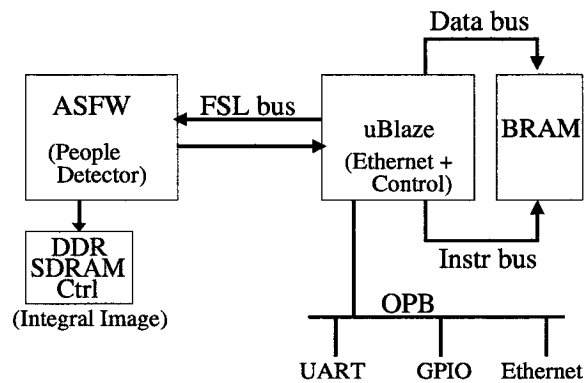 Data bus
ASFW
(People
Detector)
FSL bus
uBlaze
(Ethernet +
Control)
BRAM
DDR
SDRAM
Ctrl
(Integral Image)
Instr bus
OPB
UART
GPIO
Ethernet